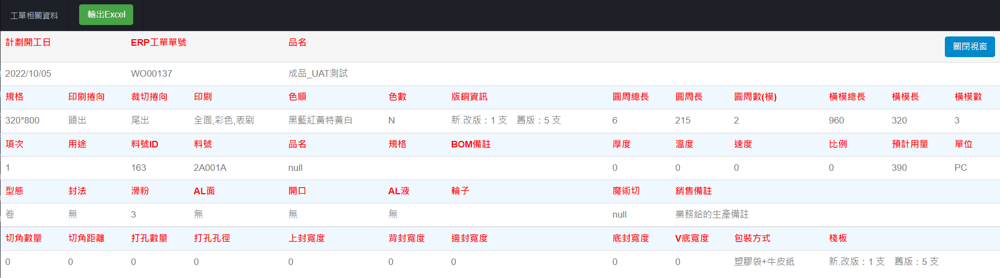 工單相關資料 輸出Excel
計劃開工日 ERP工單單號 品名 關閉視窗
2022/10/05 WO00137 成品_UAT測試
規格 印刷捲向 裁切捲向 印刷 色順 色數 版銅資訊 圓周總長 圓周長 圓周數(模) 橫模總長 橫模長 橫模數
320*800 頭出 尾出 全面,彩色,表刷 黑藍紅黃特黃白 N 新.改版：1 支 舊版：5 支 6 215 2 960 320 3
項次 用途 料號ID 料號 品名 規格 BOM備註 厚度 溫度 速度 比例 預計用量 單位
1 163 2A001A null 0 0 0 0 390 PC
型態 封法 滑粉 AL面 開口 AL液 輪子 魔術切 銷售備註
卷 無 3 無 無 無 null 業務給的生產備註
切角數量 切角距離 打孔數量 打孔孔徑 上封寬度 背封寬度 邊封寬度 底封寬度 V底寬度 包裝方式 棧板
0 0 0 0 0 0 0 0 0 塑膠袋+牛皮紙 新.改版：1 支 舊版：5 支